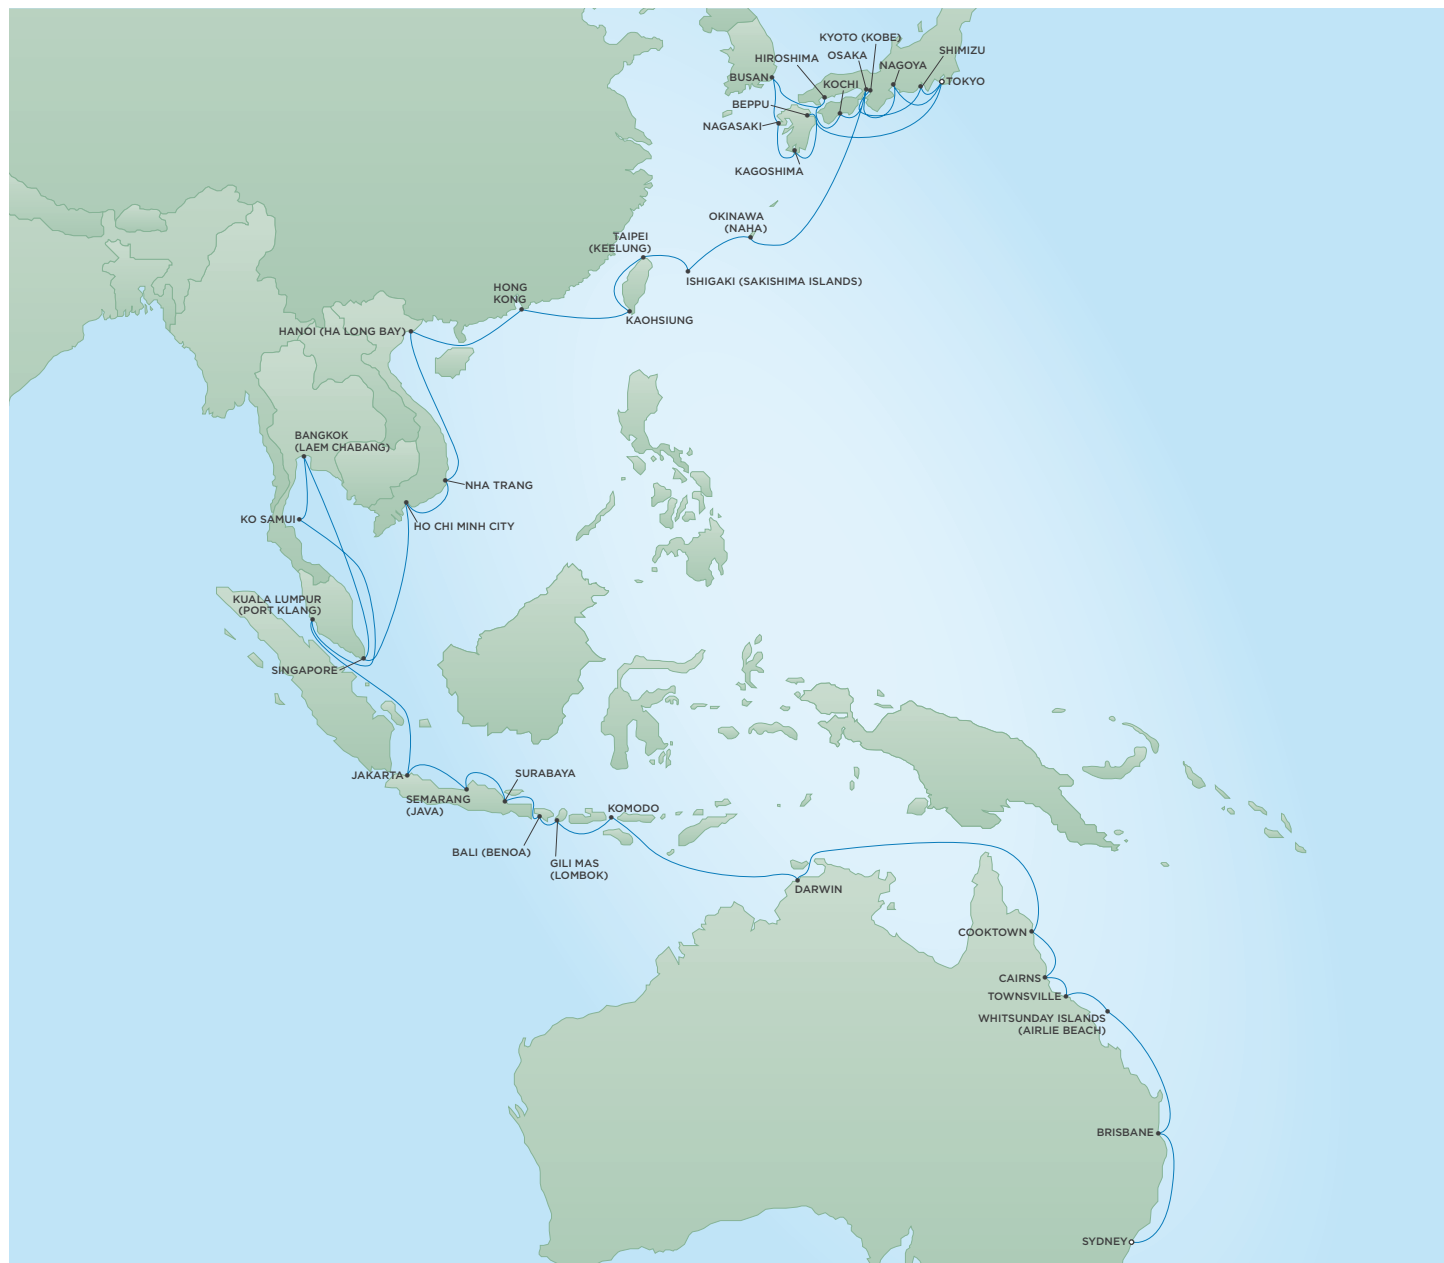 KYOTO (KOBE)
OSAKA
SHIMIZU
HIROSHIMA
NAGOYA
BUSAN
KOCHI
TOKYO
BEPPU
NAGASAKI
KAGOSHIMA
OKINAWA
(NAHA)
TAIPEI
(KEELUNG)
ISHIGAKI (SAKISHIMA ISLANDS)
HONG
KONG
KAOHSIUNG
HANOI (HA LONG BAY)
BANGKOK
(LAEM CHABANG)
NHA TRANG
KO SAMUI
HO CHI MINH CITY
KUALA LUMPUR
(PORT KLANG)
SINGAPORE
JAKARTA
SURABAYA
SEMARANG
(JAVA)
KOMODO
BALI (BENOA)
GILI MAS
(LOMBOK)
DARWIN
COOKTOWN
CAIRNS
TOWNSVILLE
WHITSUNDAY ISLANDS
(AIRLIE BEACH)
BRISBANE
SYDNEY